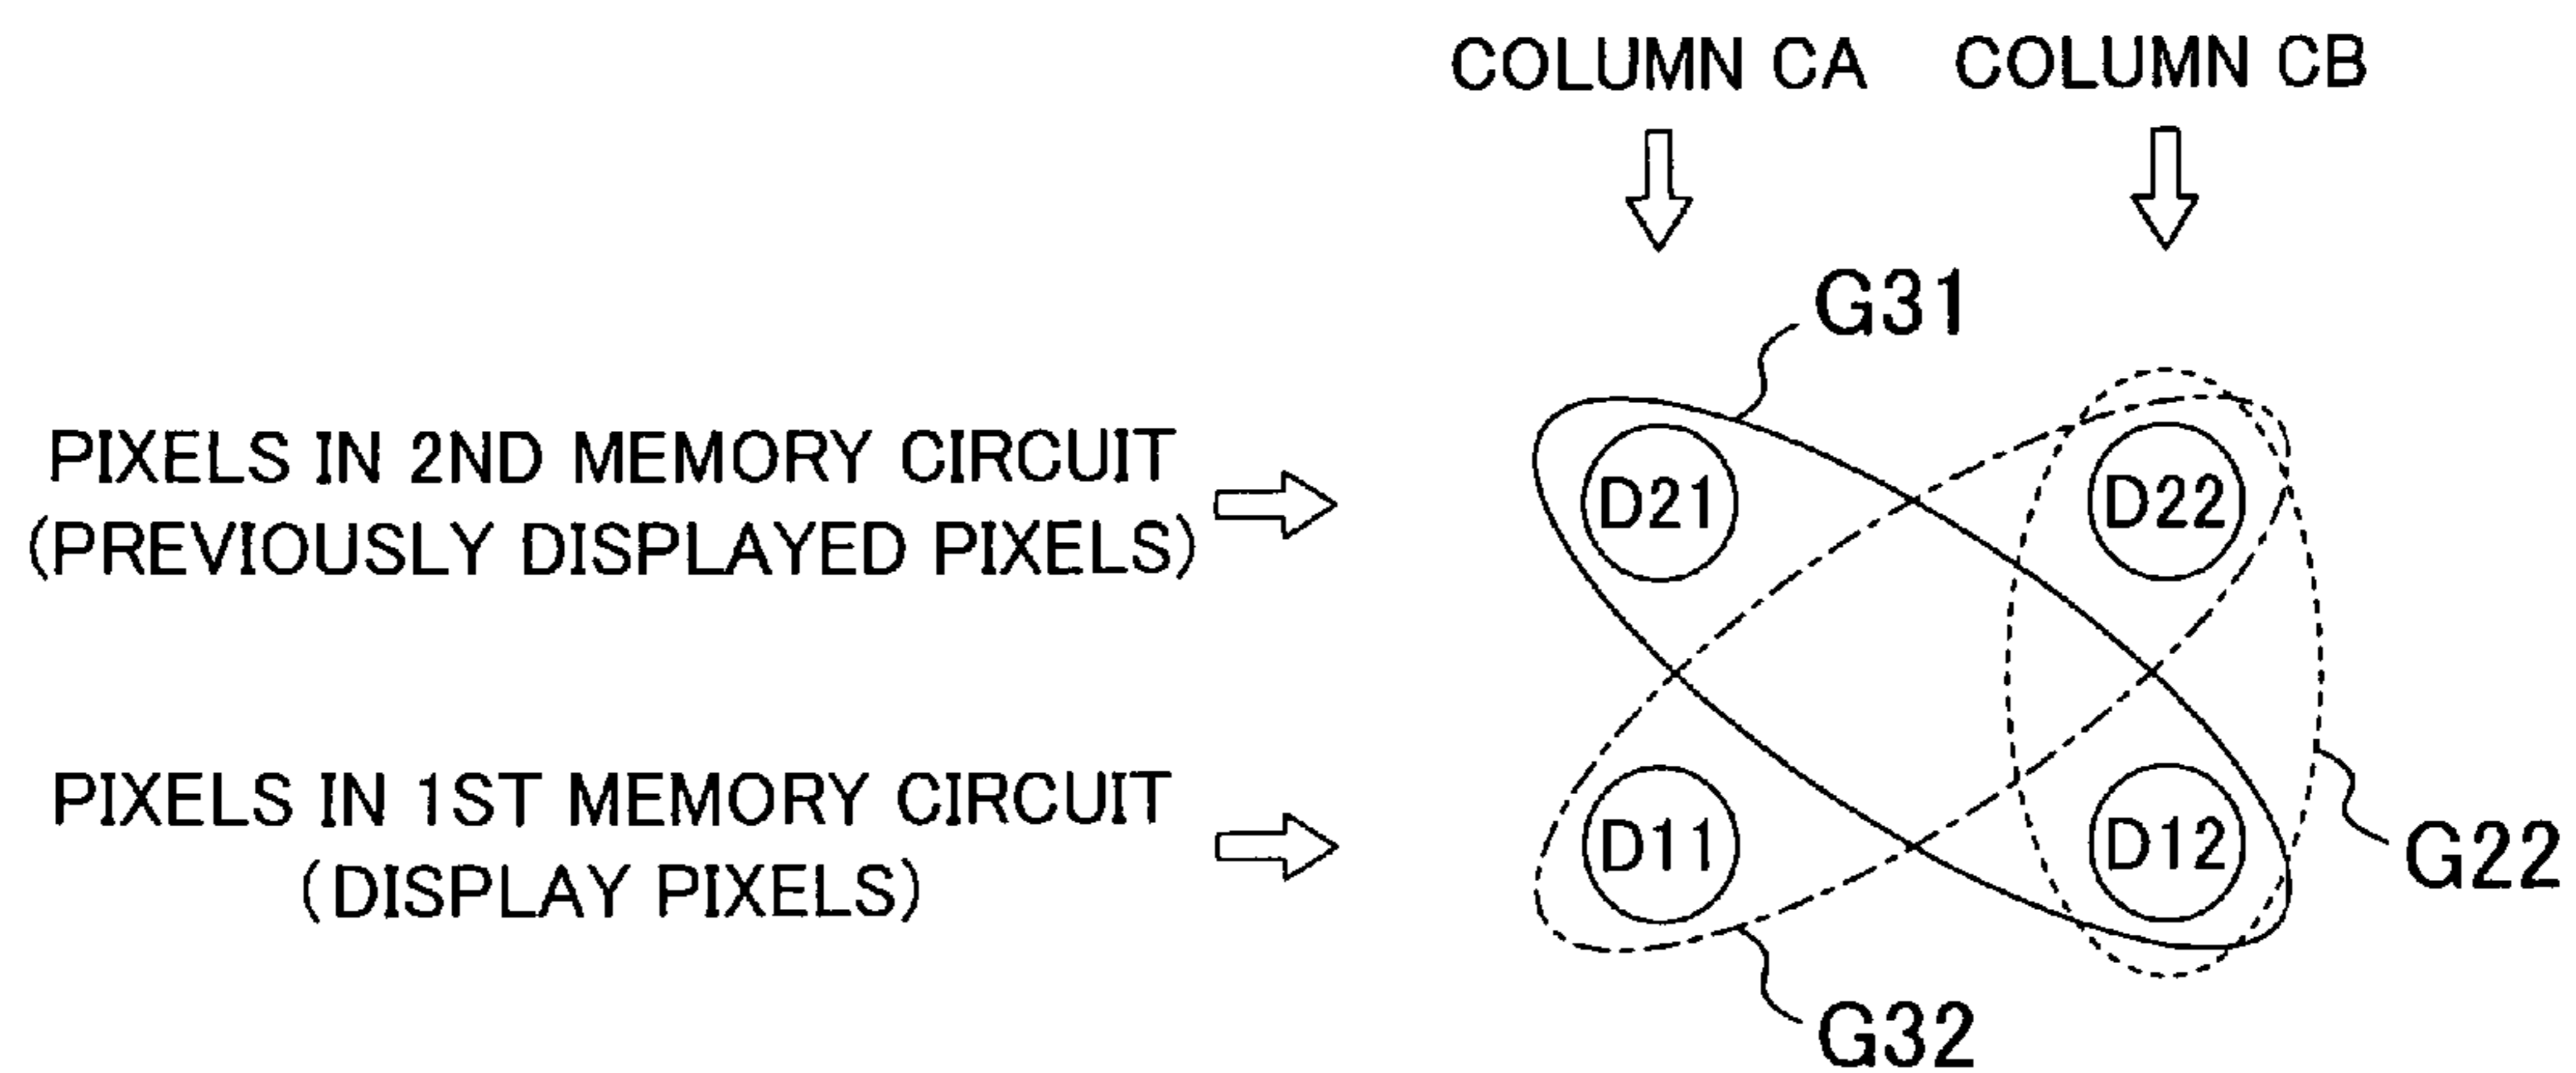 COLUMN CA COLUMN CB
G31
PIXELS IN 2ND MEMORY CIRCUIT
(PREVIOUSLY DISPLAYED PIXELS)
D21 D22
PIXELS IN 1ST MEMORY CIRCUIT
(DISPLAY PIXELS)
D11 D12
G22
G32